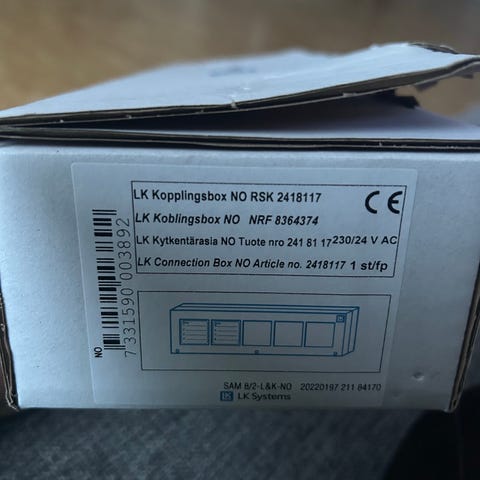 LK Kopplingsbox NO RSK 2418117
LK Koblingsbox NO NRF 8364374
LK Kytkentärasia NO Tuote nro 241 81 17 230/24 V AC
LK Connection Box NO Article no. 2418117 1 st/fp
CE
NO
7 331590 003892
SAM 8/2-L&K-NO 20220197 211 84170
LK LK Systems